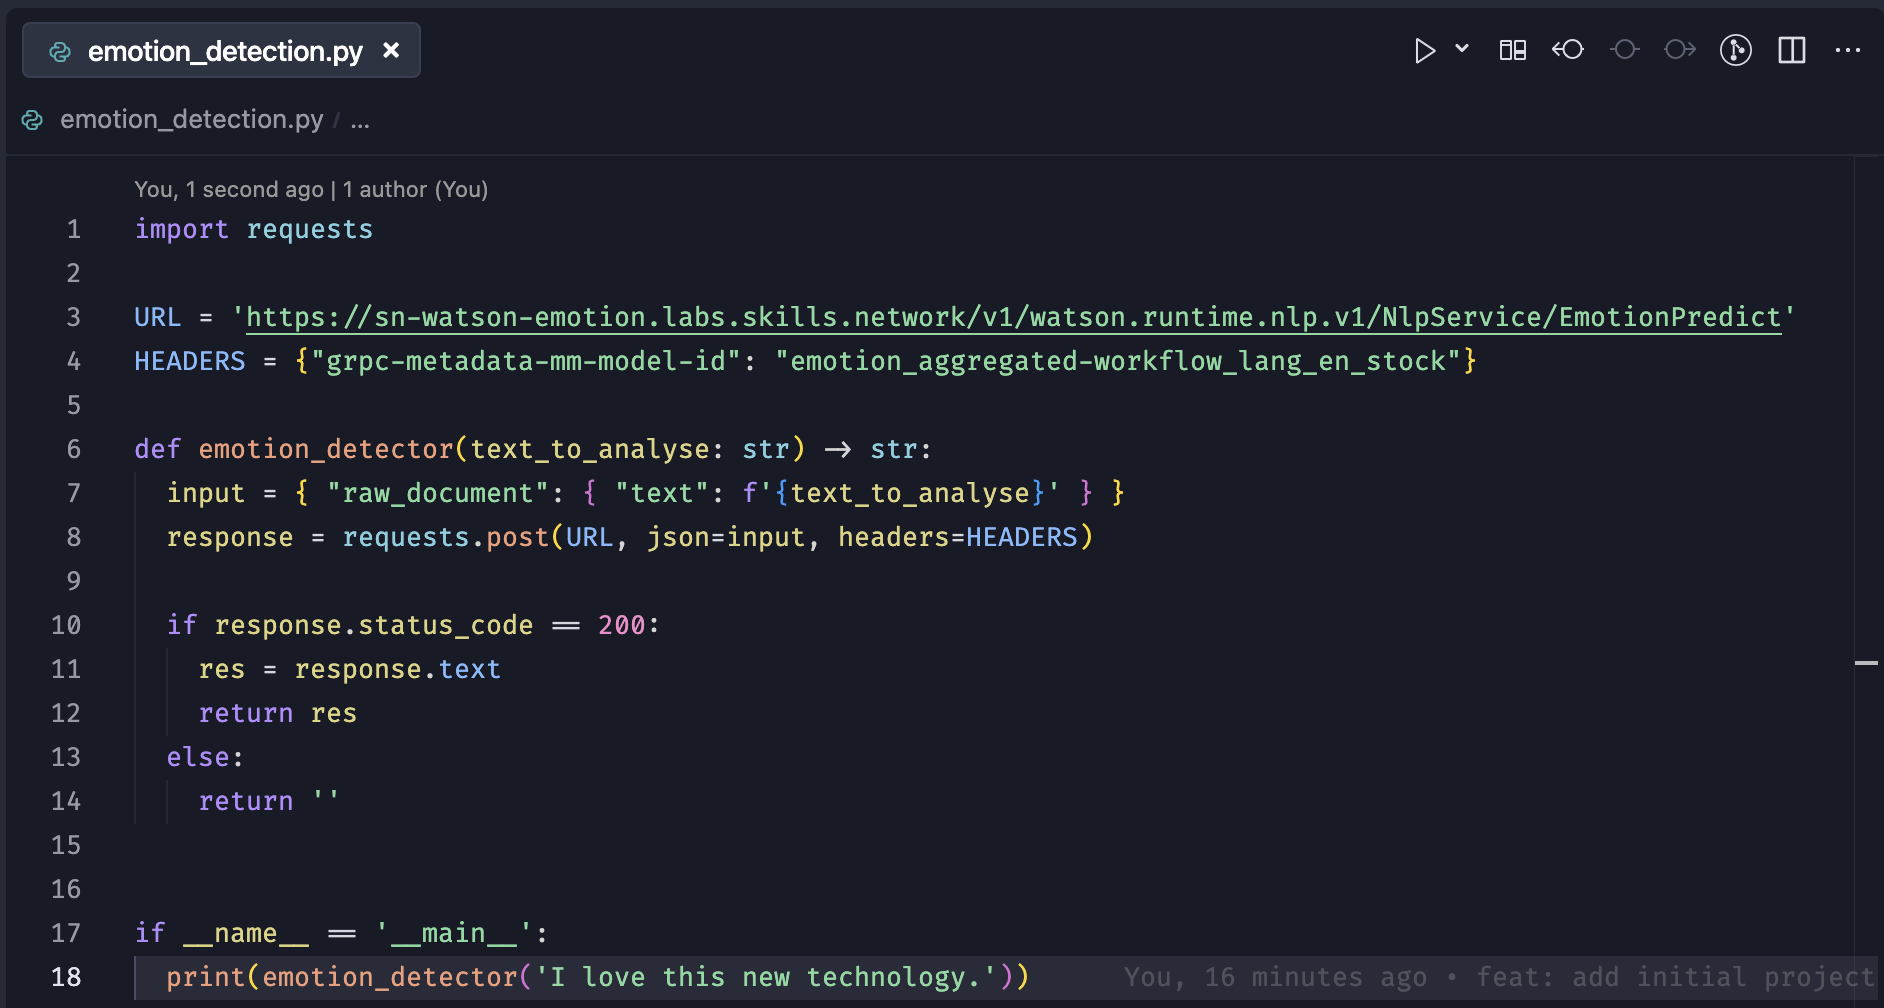 emotion_detection.py ×
emotion_detection.py / ...
You, 1 second ago | 1 author (You)
1 import requests
2
3 URL = 'https://sn-watson-emotion.labs.skills.network/v1/watson.runtime.nlp.v1/NlpService/EmotionPredict'
4 HEADERS = {"grpc-metadata-mm-model-id": "emotion_aggregated-workflow_lang_en_stock"}
5
6 def emotion_detector(text_to_analyse: str) -> str:
7   input = { "raw_document": { "text": f'{text_to_analyse}' } }
8   response = requests.post(URL, json=input, headers=HEADERS)
9
10   if response.status_code == 200:
11     res = response.text
12     return res
13   else:
14     return ''
15
16
17 if __name__ == '__main__':
18   print(emotion_detector('I love this new technology.')) You, 16 minutes ago • feat: add initial project